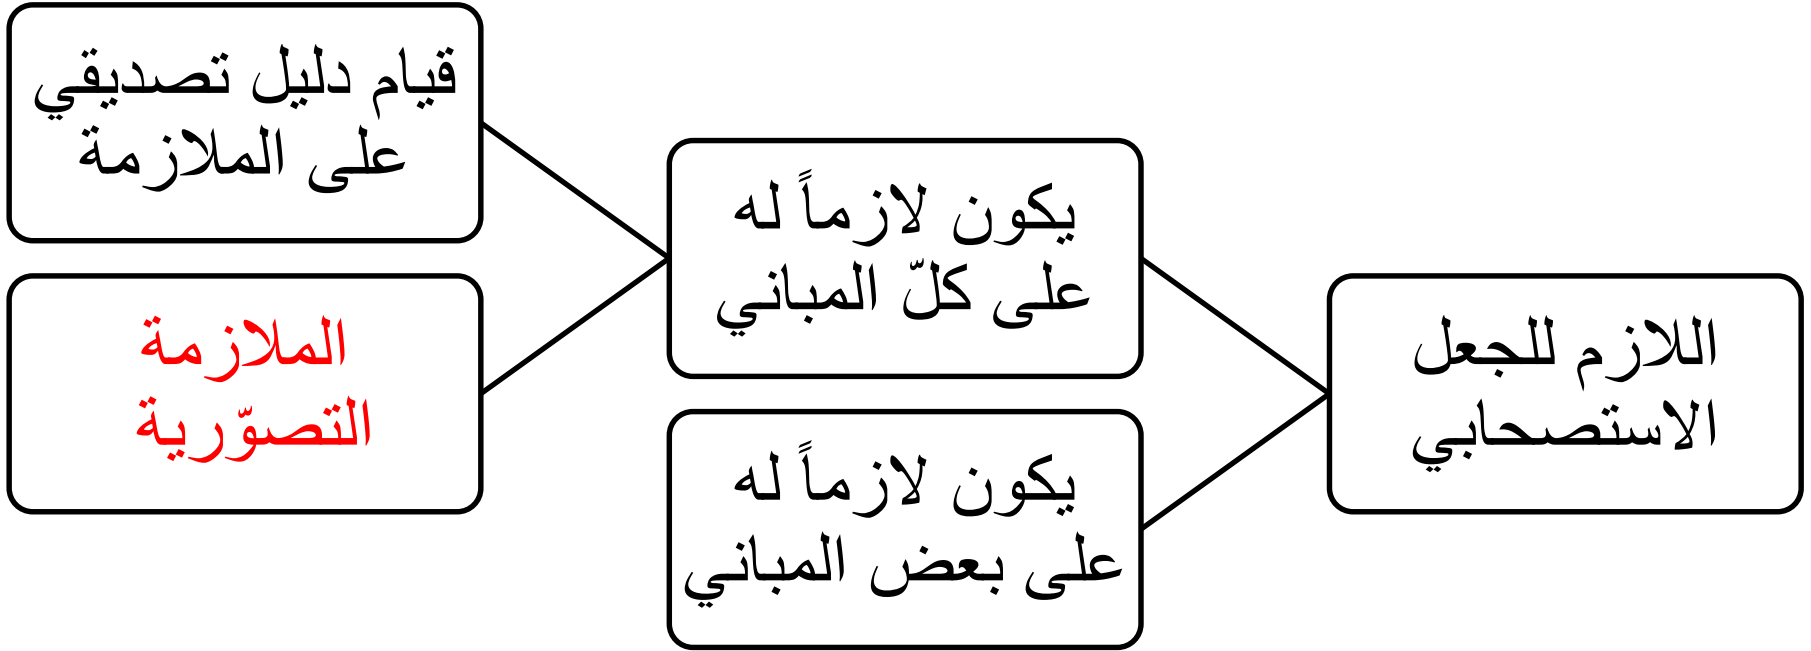 اللازم للجعل
الاستصحابي
يكون لازماً له
على كلّ المباني
يكون لازماً له
على بعض المباني
قيام دليل تصديقي
على الملازمة
الملازمة
التصوّرية